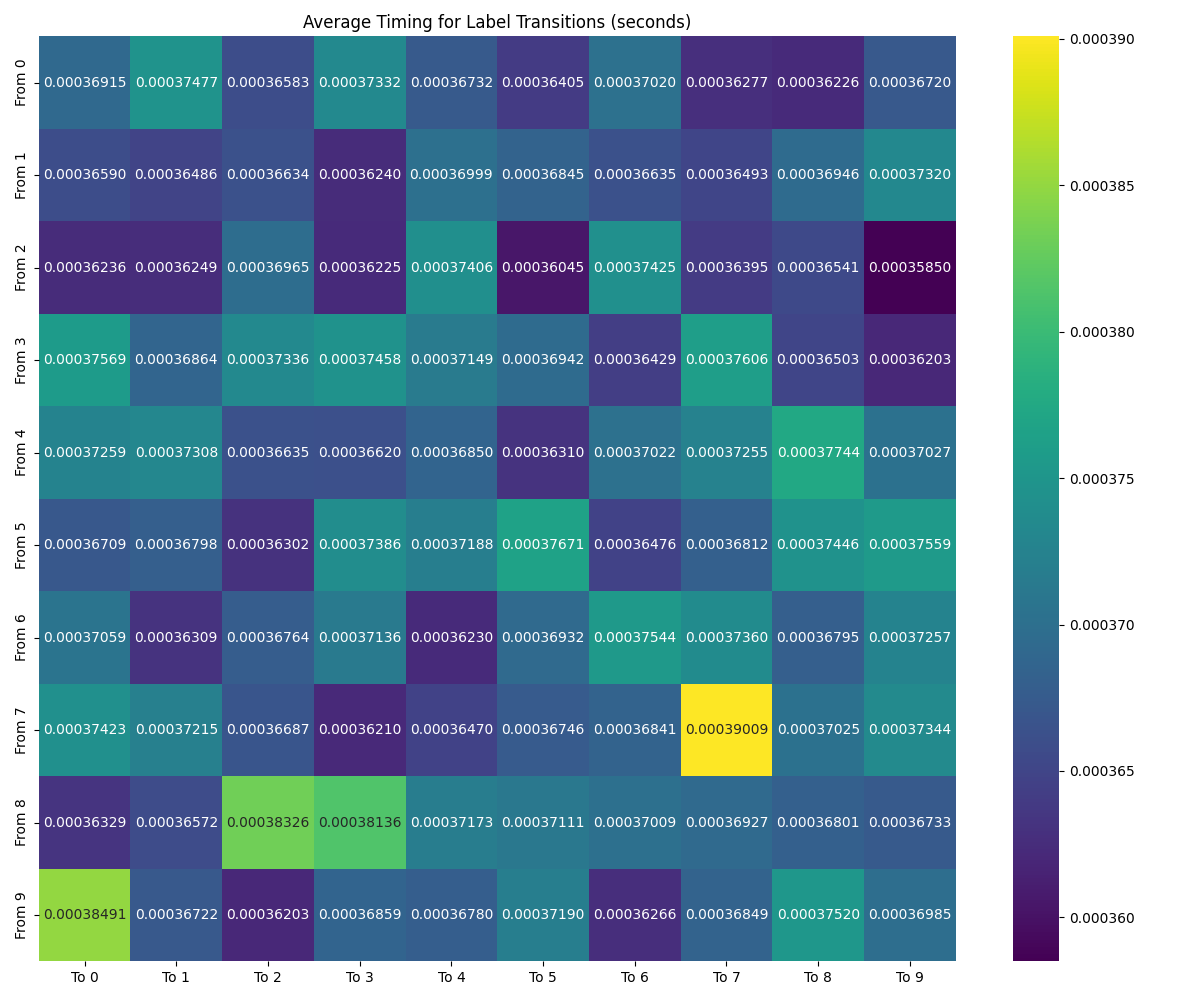 Average Timing for Label Transitions (seconds)
From 0 0.00036915 0.00037477 0.00036583 0.00037332 0.00036732 0.00036405 0.00037020 0.00036277 0.00036226 0.00036720
From 1 0.00036590 0.00036486 0.00036634 0.00036240 0.00036999 0.00036845 0.00036635 0.00036493 0.00036946 0.00037320
From 2 0.00036236 0.00036249 0.00036965 0.00036225 0.00037406 0.00036045 0.00037425 0.00036395 0.00036541 0.00035850
From 3 0.00037569 0.00036864 0.00037336 0.00037458 0.00037149 0.00036942 0.00036429 0.00037606 0.00036503 0.00036203
From 4 0.00037259 0.00037308 0.00036635 0.00036620 0.00036850 0.00036310 0.00037022 0.00037255 0.00037744 0.00037027
From 5 0.00036709 0.00036798 0.00036302 0.00037386 0.00037188 0.00037671 0.00036476 0.00036812 0.00037446 0.00037559
From 6 0.00037059 0.00036309 0.00036764 0.00037136 0.00036230 0.00036932 0.00037544 0.00037360 0.00036795 0.00037257
From 7 0.00037423 0.00037215 0.00036687 0.00036210 0.00036470 0.00036746 0.00036841 0.00039009 0.00037025 0.00037344
From 8 0.00036329 0.00036572 0.00038326 0.00038136 0.00037173 0.00037111 0.00037009 0.00036927 0.00036801 0.00036733
From 9 0.00038491 0.00036722 0.00036203 0.00036859 0.00036780 0.00037190 0.00036266 0.00036849 0.00037520 0.00036985
To 0 To 1 To 2 To 3 To 4 To 5 To 6 To 7 To 8 To 9
0.000390
0.000385
0.000380
0.000375
0.000370
0.000365
0.000360